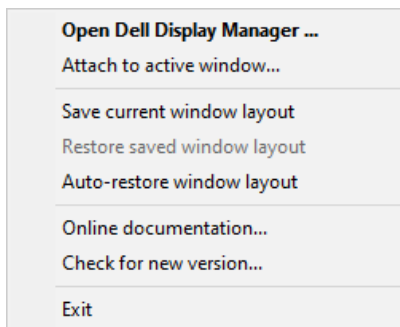 Open Dell Display Manager ...
Attach to active window...
Save current window layout
Restore saved window layout
Auto-restore window layout
Online documentation...
Check for new version...
Exit